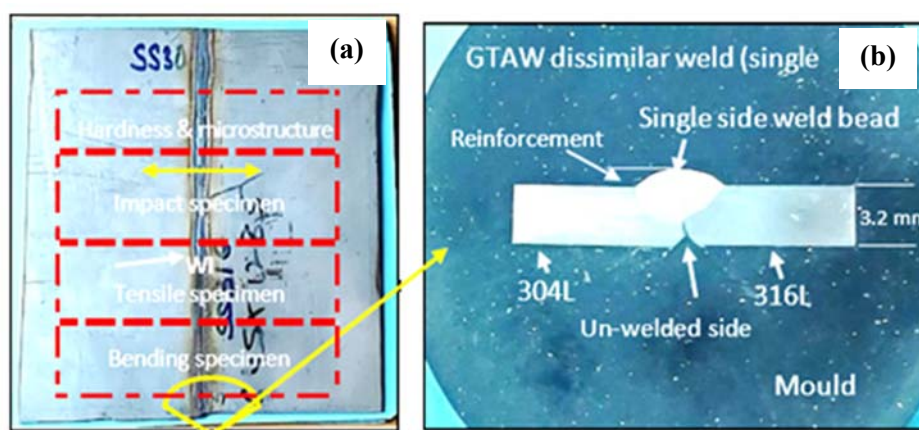 (a)
SS30
Hardness & microstructure
Impact specimen
Tensile specimen
Bending specimen
(b)
GTAW dissimilar weld (single
Single side weld bead
Reinforcement
3.2 mm
304L
316L
Un-welded side
Mould